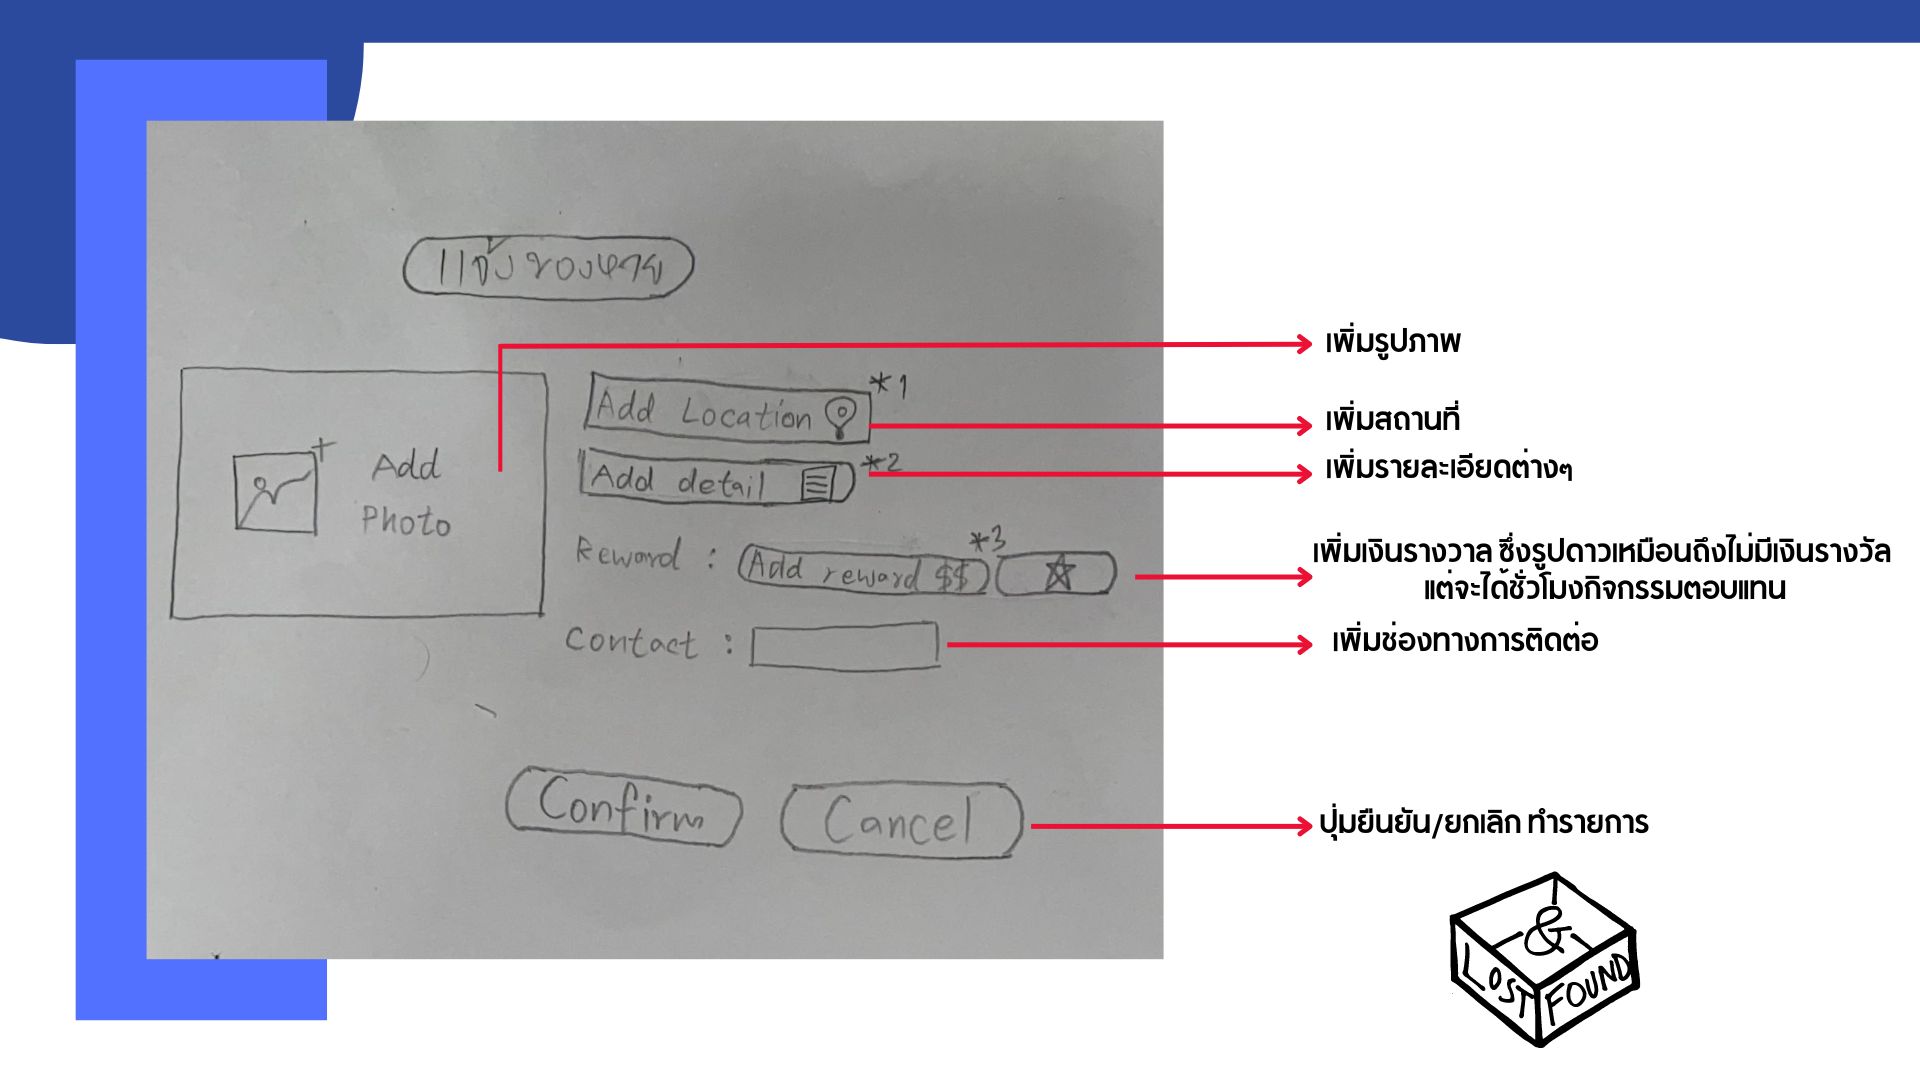 แจ้งของหาย
Add
Photo
Add Location
*1
Add detail
*2
Reward : Add reward $$
*3
Contact :
Confirm
Cancel
เพิ่มรูปภาพ
เพิ่มสถานที่
เพิ่มรายละเอียดต่างๆ
เพิ่มเงินรางวาล ซึ่งรูปดาวเหมือนถึงไม่มีเงินรางวัล
แต่จะได้ชั่วโมงกิจกรรมตอบแทน
เพิ่มช่องทางการติดต่อ
ปุ่มยืนยัน/ยกเลิก ทำรายการ
&
LOST
FOUND